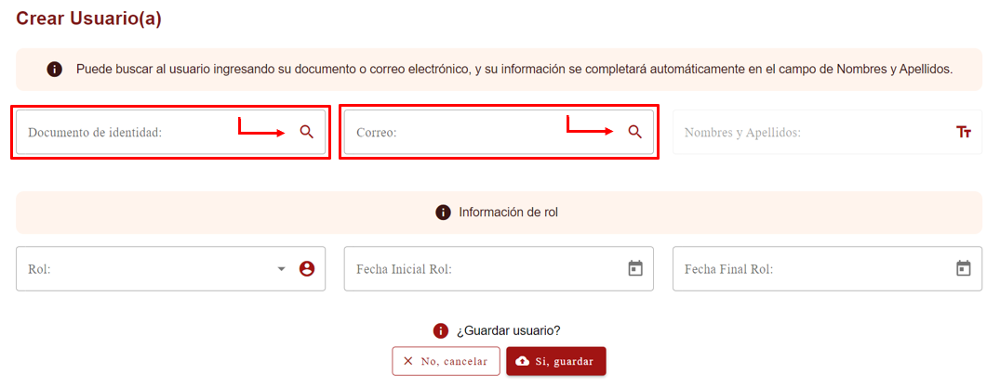 Crear Usuario(a)
Puede buscar al usuario ingresando su documento o correo electrónico, y su información se completará automáticamente en el campo de Nombres y Apellidos.
Documento de identidad:
Correo:
Nombres y Apellidos:
Información de rol
Rol:
Fecha Inicial Rol:
Fecha Final Rol:
¿Guardar usuario?
No, cancelar
Si, guardar